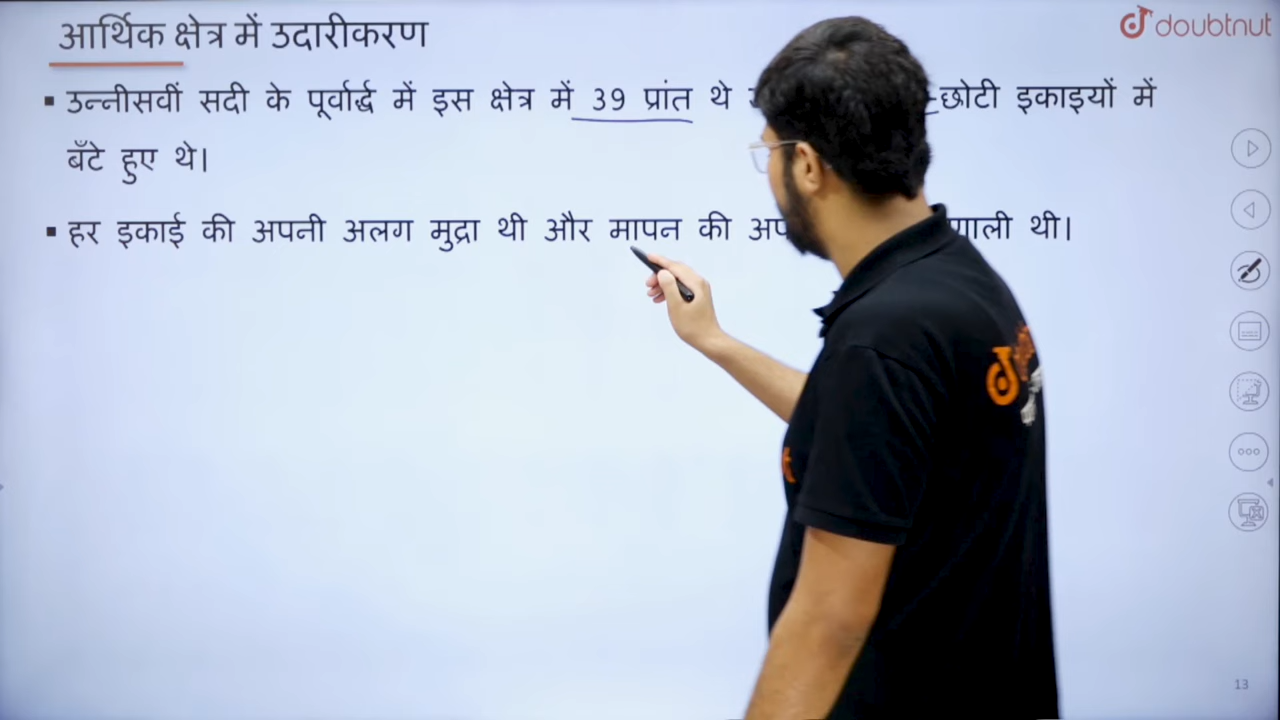 आर्थिक क्षेत्र में उदारीकरण
doubtnut
▪ उन्नीसवीं सदी के पूर्वार्द्ध में इस क्षेत्र में 39 प्रांत थे -छोटी इकाइयों में
बँटे हुए थे।
▪ हर इकाई की अपनी अलग मुद्रा थी और मापन की थी।
13